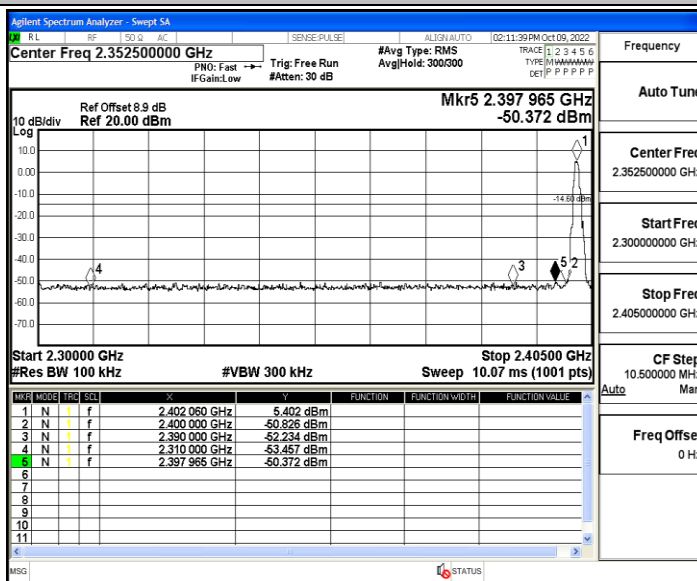 Agilent Spectrum Analyzer - Swept SA
RL RF 50 Ω AC SENSE:PULSE ALIGN AUTO 02:11:39 PM Oct 09, 2022
Center Freq 2.352500000 GHz
PNO: Fast
IFGain:Low
Trig: Free Run
#Atten: 30 dB
#Avg Type: RMS
Avg|Hold: 300/300
TRACE 1 2 3 4 5 6
TYPE M
DET P P P P P P
Ref Offset 8.9 dB
10 dB/div Ref 20.00 dBm
Log
Mkr5 2.397 965 GHz
-50.372 dBm
10.0
0.00
-10.0
-20.0
-30.0
-40.0
-50.0
-60.0
-70.0
1
-14.60 dBm
4
3
5 2
Start 2.30000 GHz Stop 2.40500 GHz
#Res BW 100 kHz #VBW 300 kHz Sweep 10.07 ms (1001 pts)
MKR MODE TRC SCL X Y FUNCTION FUNCTION WIDTH FUNCTION VALUE
1 N 1 f 2.402 060 GHz 5.402 dBm
2 N 1 f 2.400 000 GHz -50.826 dBm
3 N 1 f 2.390 000 GHz -52.234 dBm
4 N 1 f 2.310 000 GHz -53.457 dBm
5 N 1 f 2.397 965 GHz -50.372 dBm
6
7
8
9
10
11
MSG STATUS
Frequency
Auto Tune
Center Freq
2.352500000 GHz
Start Freq
2.300000000 GHz
Stop Freq
2.405000000 GHz
CF Step
10.500000 MHz
Auto Man
Freq Offset
0 Hz